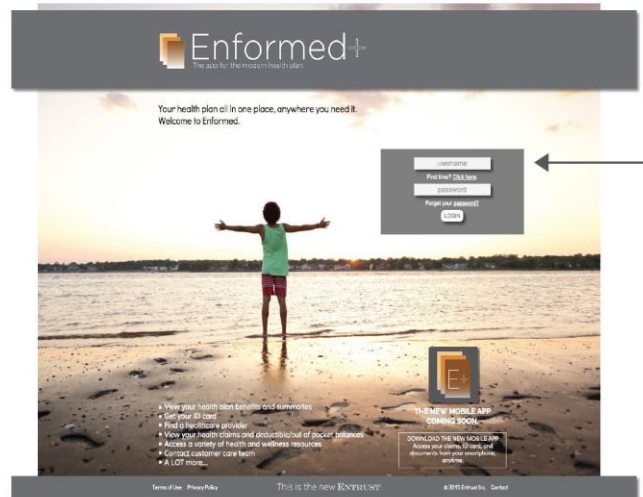 Enformed+
The app for the modern health plan.
Your health plan all in one place, anywhere you need it.
Welcome to Enformed.
username
First time? Click here
password
Forget your password?
LOGIN
E+
THE NEW MOBILE APP
COMING SOON
DOWNLOAD THE NEW MOBILE APP
Access your claims, ID card, and
documents from your smartphone,
anytime.
• View your health plan benefits and summaries
• Get your ID card
• Find a healthcare provider
• View your health claims and deductible/out of pocket balances
• Access a variety of health and wellness resources
• Contact customer care team
• A LOT more...
Terms of Use Privacy Policy This is the new ENTRUST. © 2015 Entrust Inc. Contact